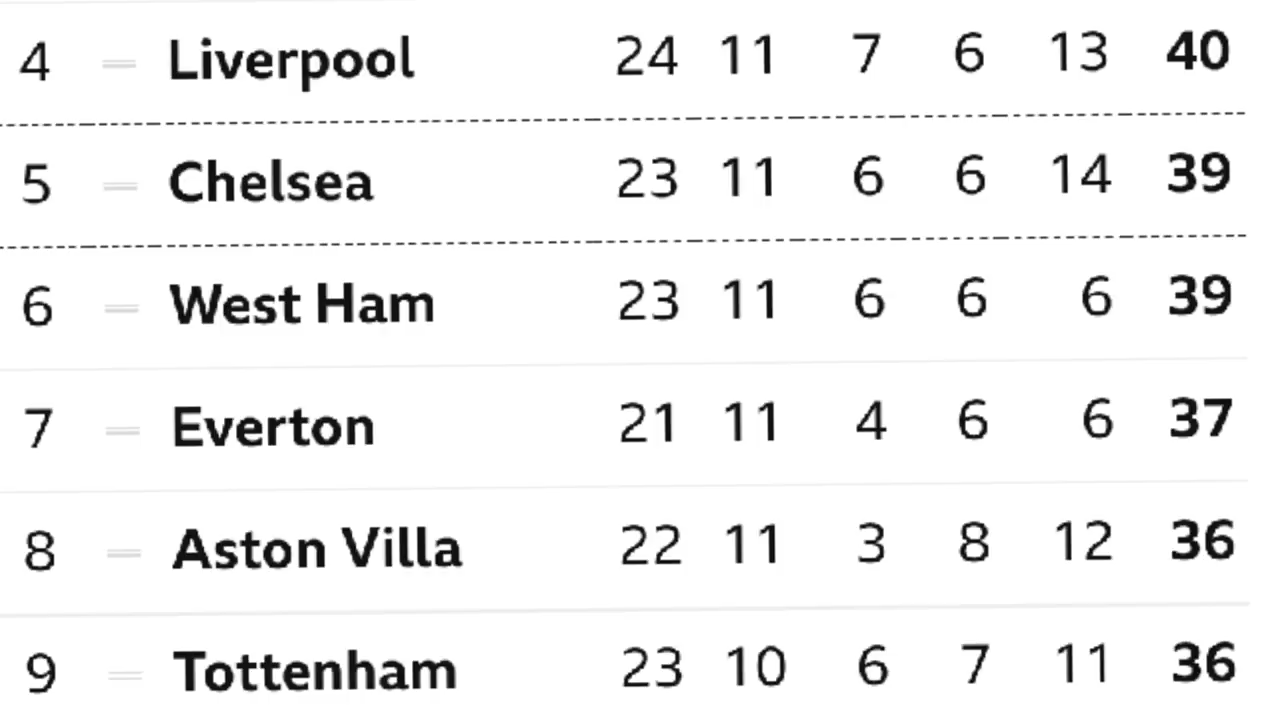 4 Liverpool 24 11 7 6 13 40
5 Chelsea 23 11 6 6 14 39
6 West Ham 23 11 6 6 6 39
7 Everton 21 11 4 6 6 37
8 Aston Villa 22 11 3 8 12 36
9 Tottenham 23 10 6 7 11 36